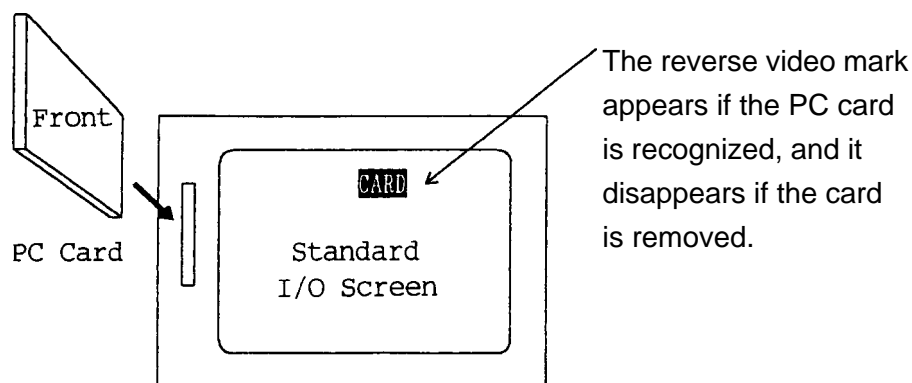 Front
PC Card
CARD
Standard
I/O Screen
The reverse video mark
appears if the PC card
is recognized, and it
disappears if the card
is removed.